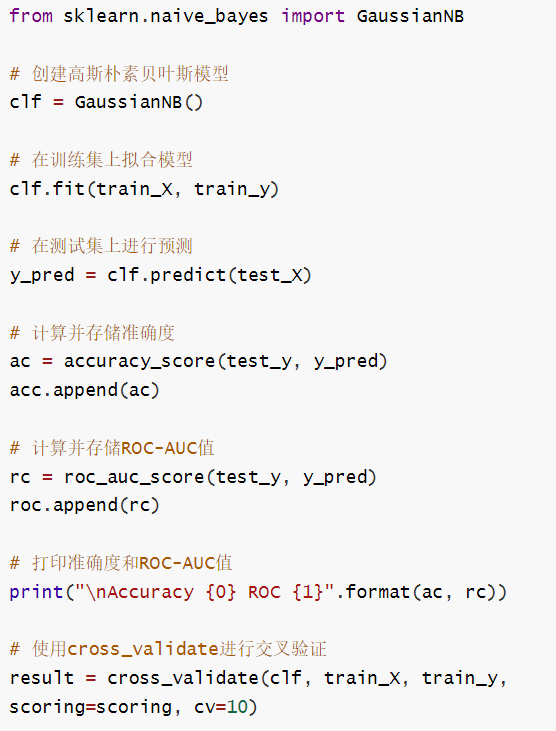 from sklearn.naive_bayes import GaussianNB
# 创建高斯朴素贝叶斯模型
clf = GaussianNB()
# 在训练集上拟合模型
clf.fit(train_X, train_y)
# 在测试集上进行预测
y_pred = clf.predict(test_X)
# 计算并存储准确度
ac = accuracy_score(test_y, y_pred)
acc.append(ac)
# 计算并存储ROC-AUC值
rc = roc_auc_score(test_y, y_pred)
roc.append(rc)
# 打印准确度和ROC-AUC值
print("\nAccuracy {0} ROC {1}".format(ac, rc))
# 使用cross_validate进行交叉验证
result = cross_validate(clf, train_X, train_y,
scoring=scoring, cv=10)